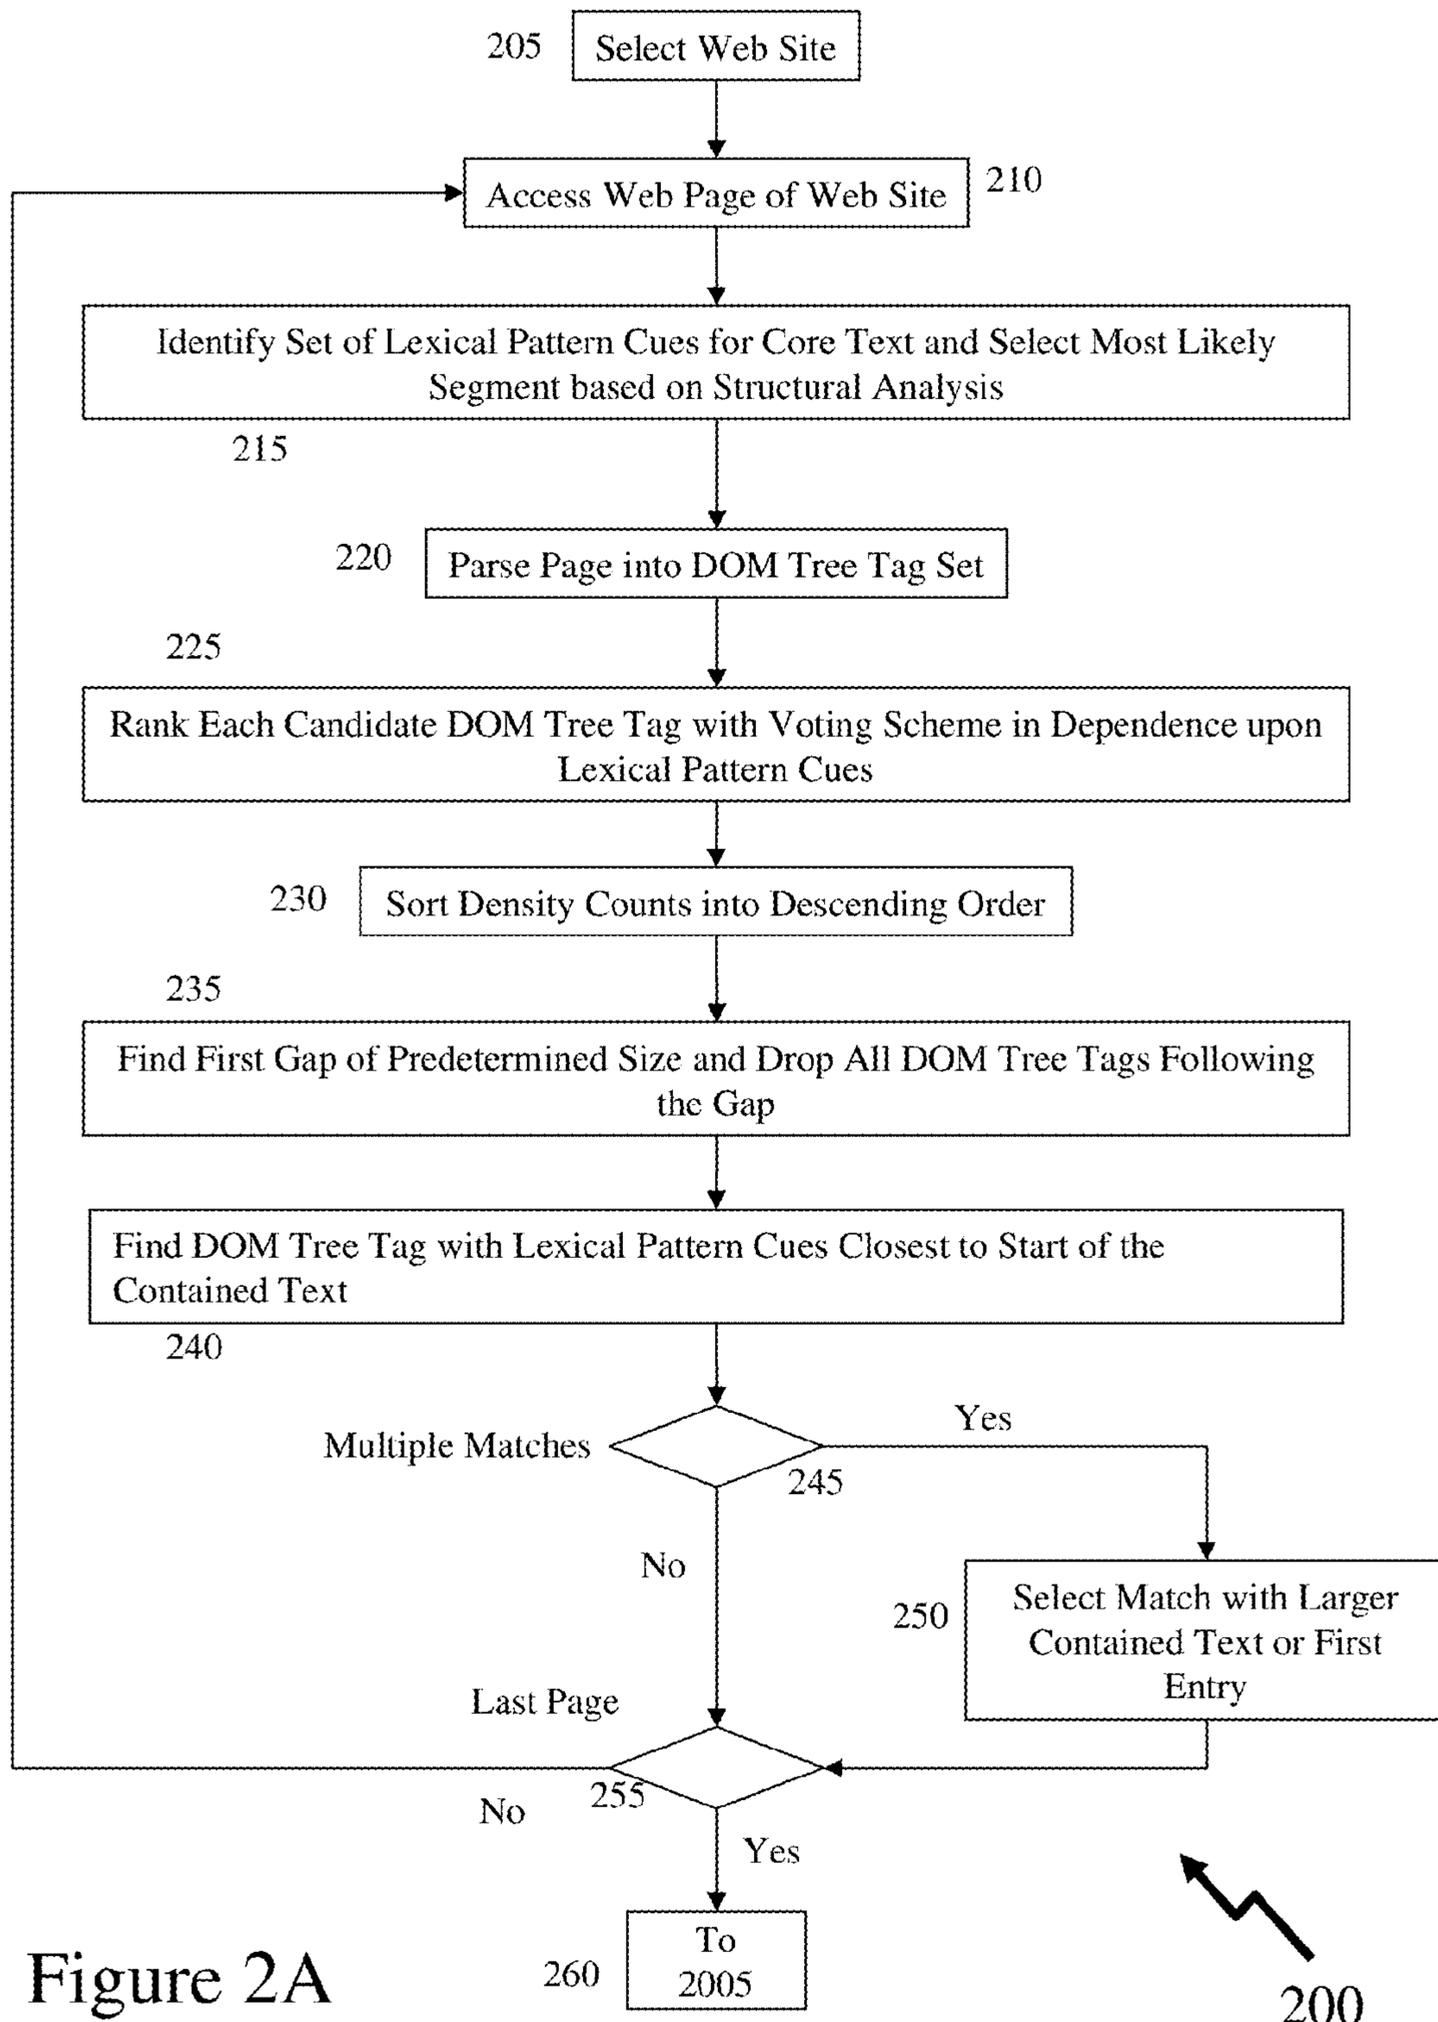 205
Select Web Site
Access Web Page of Web Site
210
Identify Set of Lexical Pattern Cues for Core Text and Select Most Likely
Segment based on Structural Analysis
215
220
Parse Page into DOM Tree Tag Set
225
Rank Each Candidate DOM Tree Tag with Voting Scheme in Dependence upon
Lexical Pattern Cues
230
Sort Density Counts into Descending Order
235
Find First Gap of Predetermined Size and Drop All DOM Tree Tags Following
the Gap
Find DOM Tree Tag with Lexical Pattern Cues Closest to Start of the
Contained Text
240
Multiple Matches
Yes
245
No
250
Select Match with Larger
Contained Text or First
Entry
Last Page
255
No
Yes
To
2005
260
Figure 2A
200